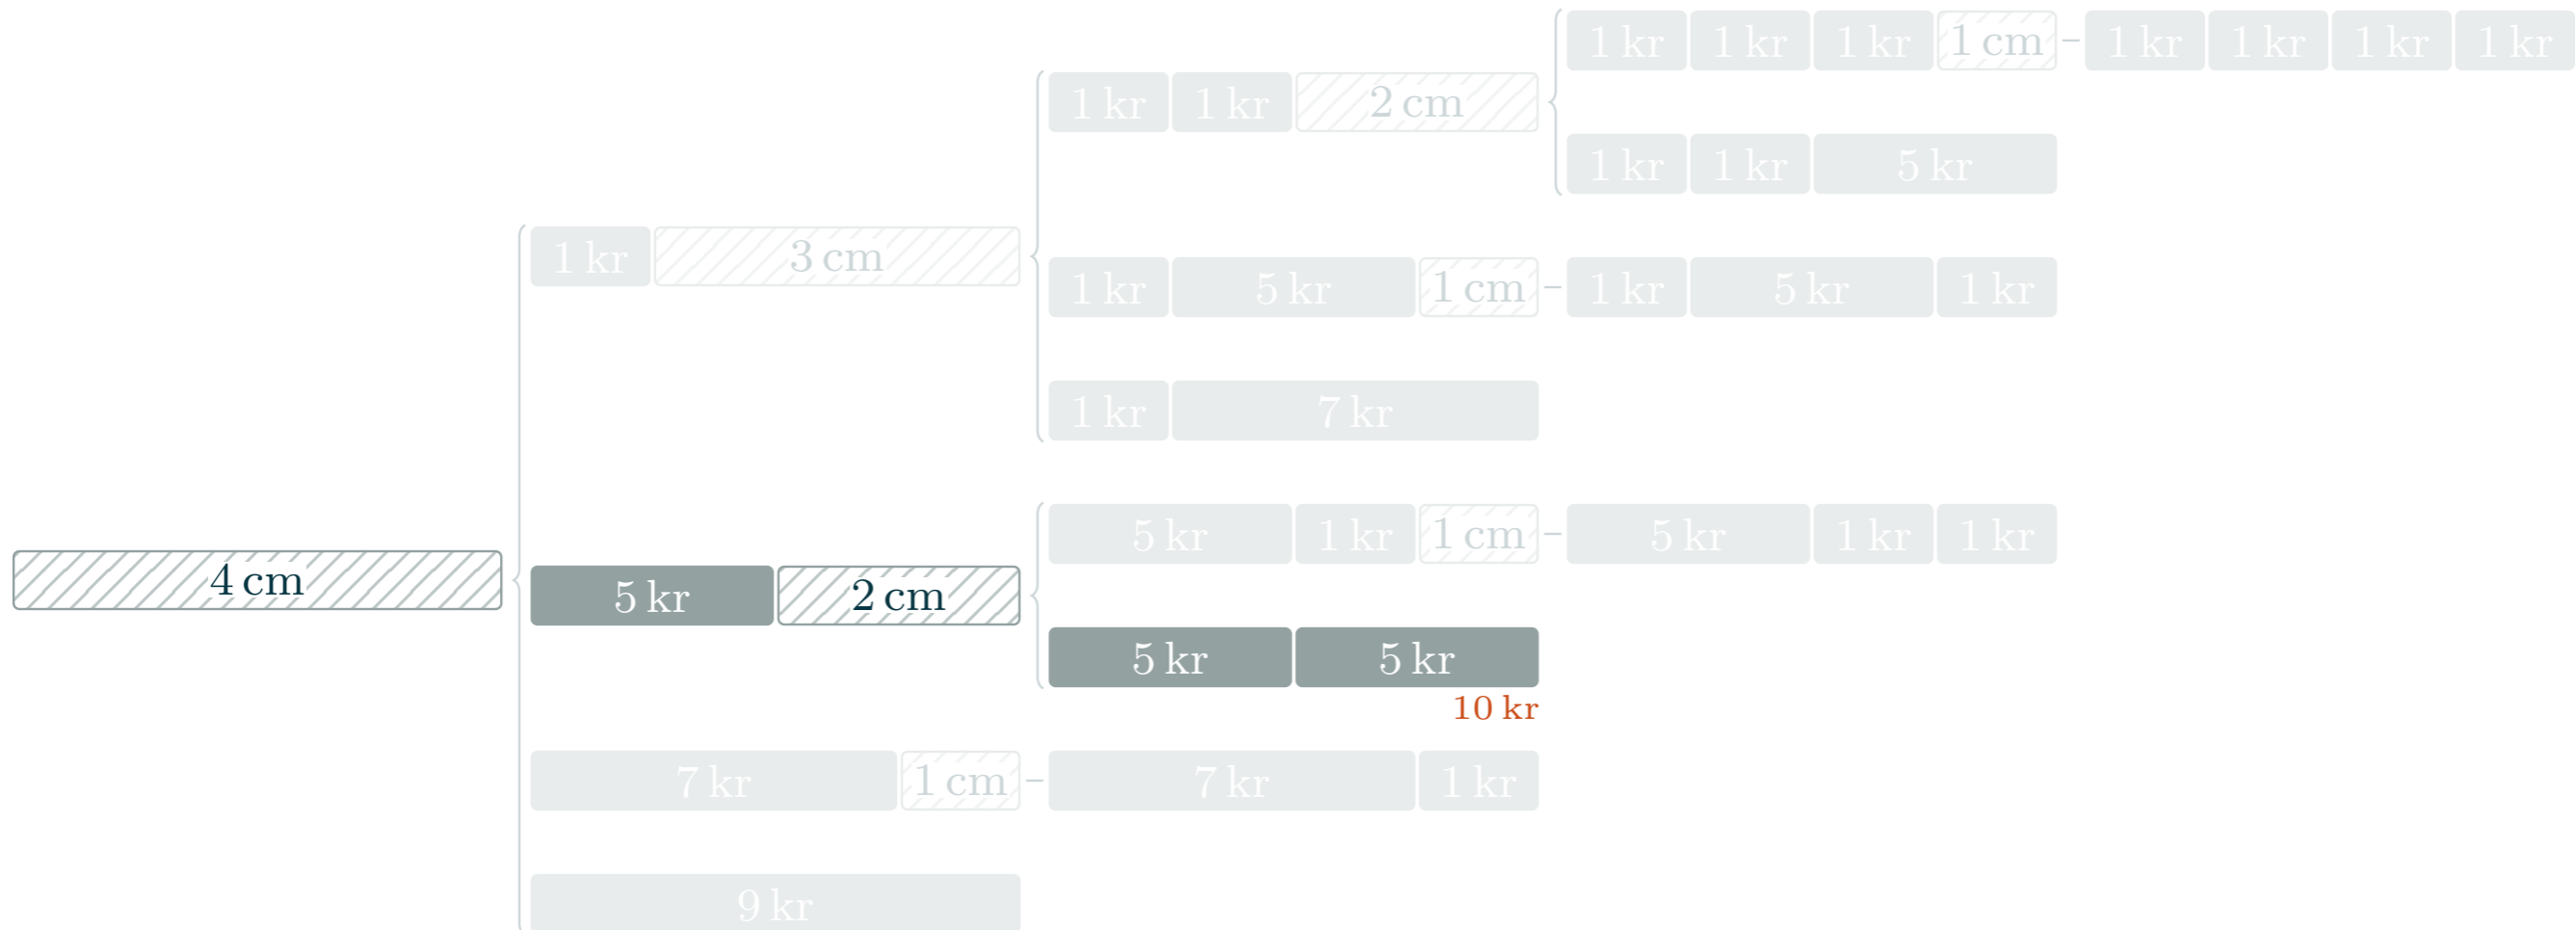 1 kr 1 kr 1 kr 1 cm 1 kr 1 kr 1 kr 1 kr
1 kr 1 kr 2 cm
1 kr 1 kr 5 kr
1 kr 3 cm
1 kr 5 kr 1 cm 1 kr 5 kr 1 kr
1 kr 7 kr
5 kr 1 kr 1 cm 5 kr 1 kr 1 kr
4 cm
5 kr 2 cm
5 kr 5 kr
10 kr
7 kr 1 cm 7 kr 1 kr
9 kr